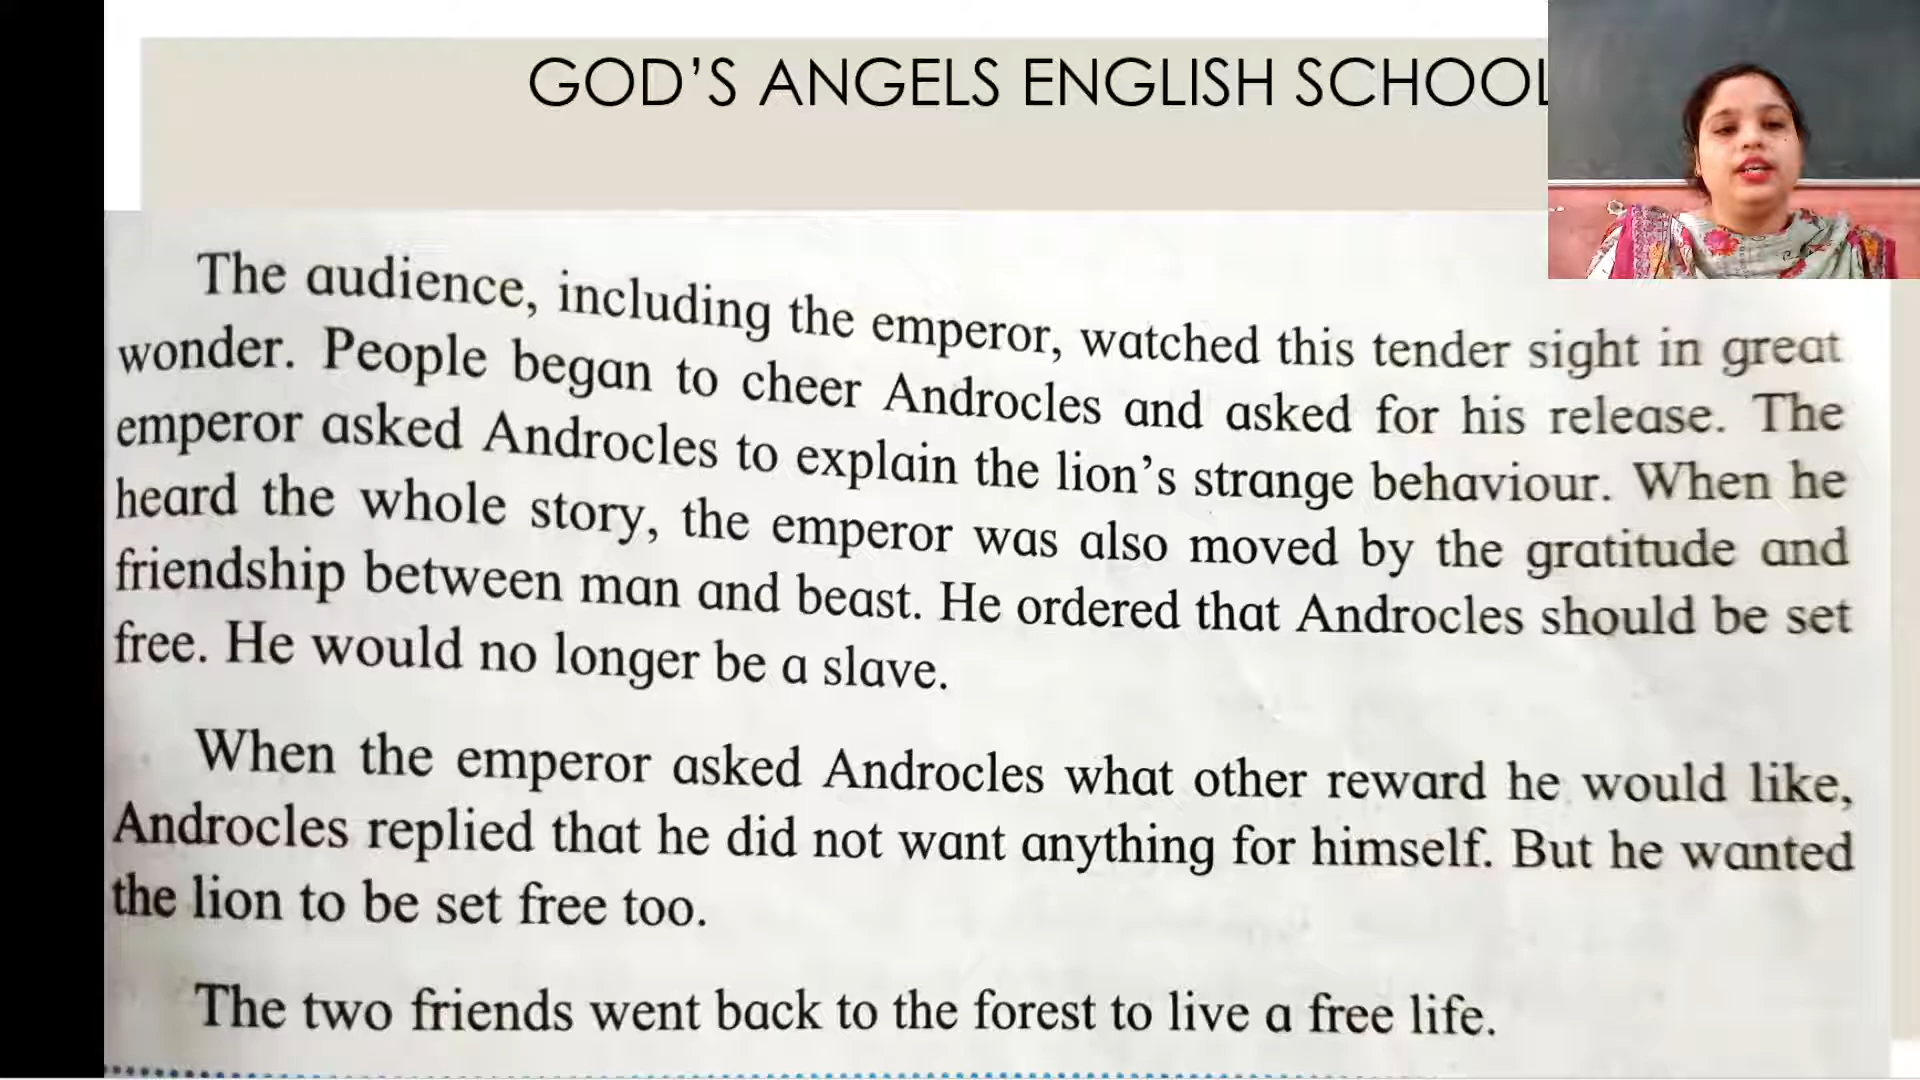 GOD'S ANGELS ENGLISH SCHOOL
The audience, including the emperor, watched this tender sight in great
wonder. People began to cheer Androcles and asked for his release. The
emperor asked Androcles to explain the lion's strange behaviour. When he
heard the whole story, the emperor was also moved by the gratitude and
friendship between man and beast. He ordered that Androcles should be set
free. He would no longer be a slave.
When the emperor asked Androcles what other reward he would like,
Androcles replied that he did not want anything for himself. But he wanted
the lion to be set free too.
The two friends went back to the forest to live a free life.